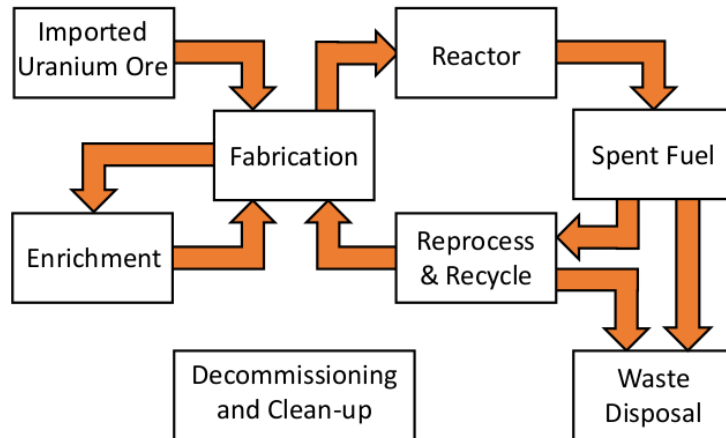 Imported
Uranium Ore
Reactor
Fabrication
Spent Fuel
Enrichment
Reprocess
& Recycle
Decommissioning
and Clean-up
Waste
Disposal